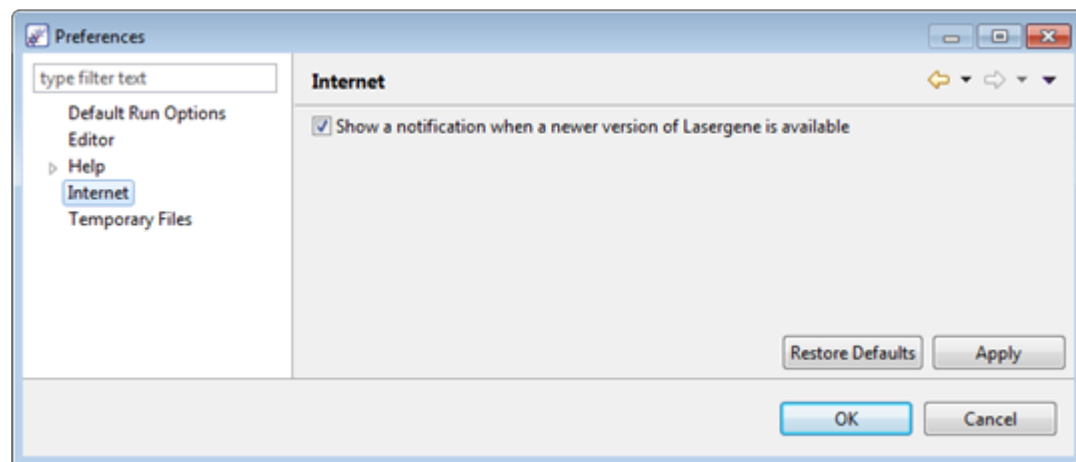 Preferences
type filter text
Default Run Options
Editor
Help
Internet
Temporary Files
Internet
Show a notification when a newer version of Lasergene is available
Restore Defaults
Apply
OK
Cancel